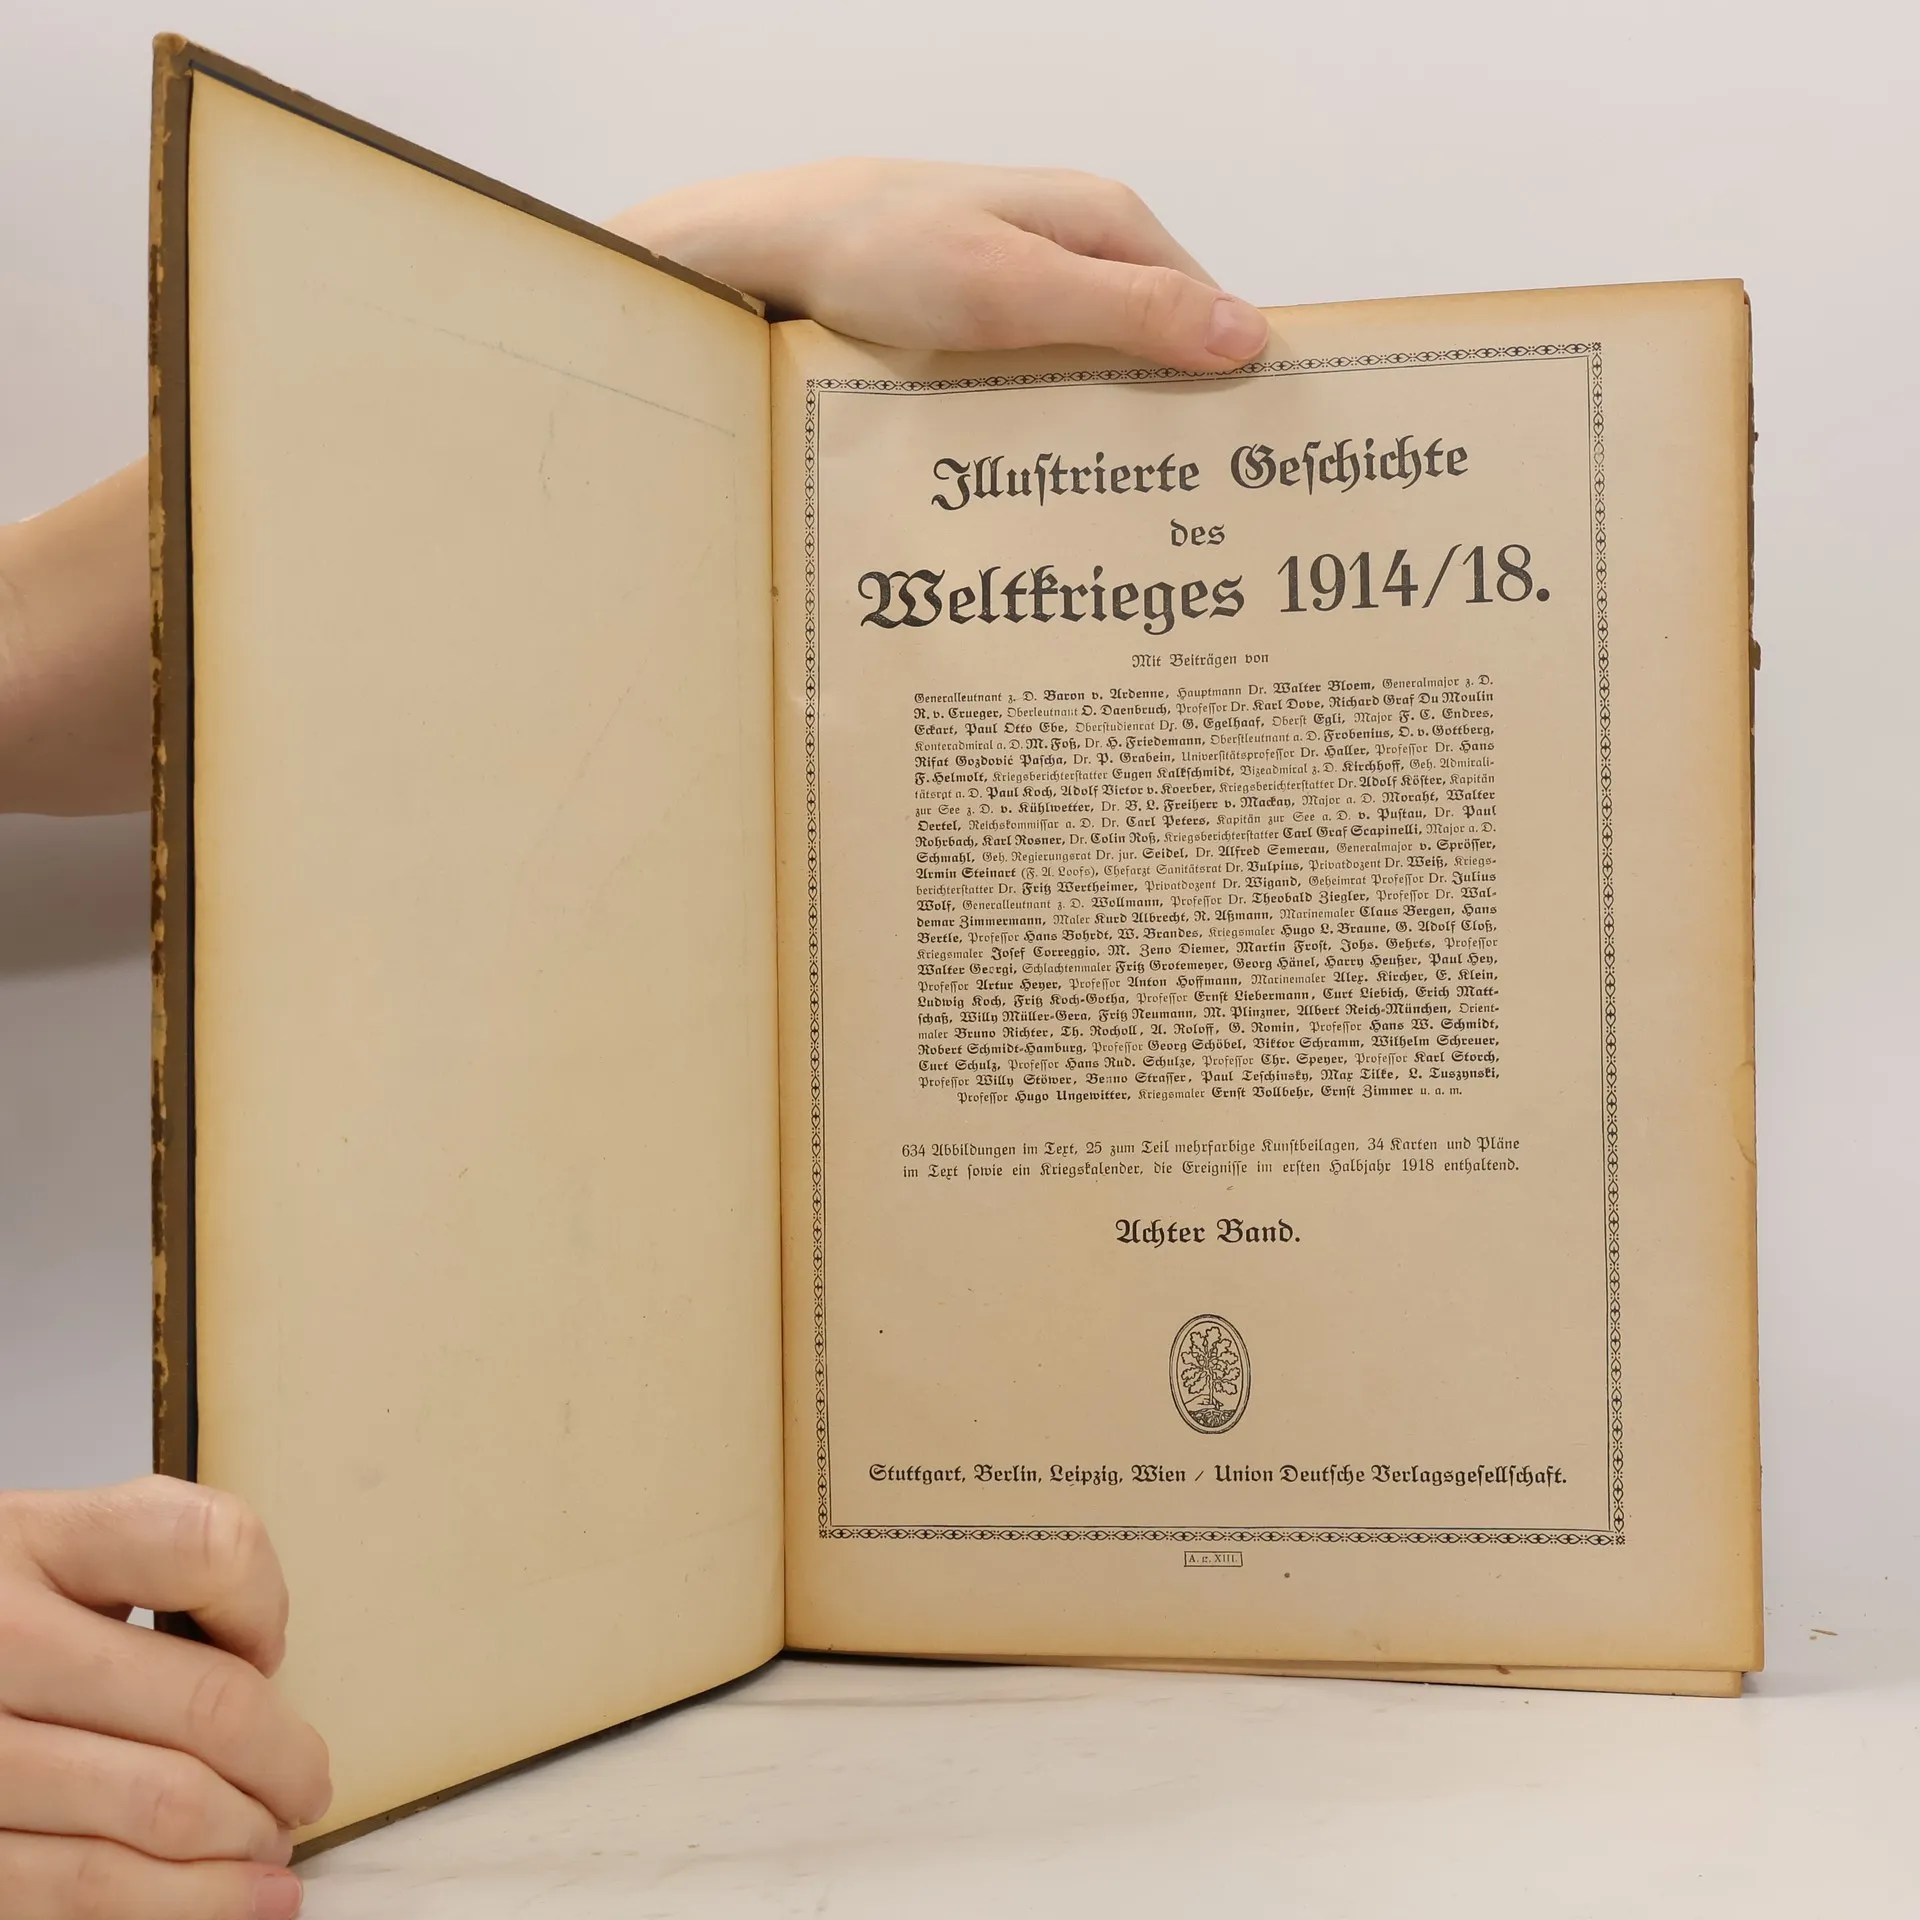 Illustrierte Geschichte
des
Weltkrieges 1914/18.
Mit Beiträgen von
Generalleutnant z. D. Baron v. Ardenne, Hauptmann Dr. Walter Bloem, Generalmajor z. D.
R. v. Crueger, Oberleutnant O. Daenbruch, Professor Dr. Karl Dove, Richard Graf Du Moulin
Eckart, Paul Otto Ebe, Oberstudienrat Dr. G. Egelhaaf, Oberst Egli, Major F. C. Endres,
Konteradmiral a. D. M. Foß, Dr. H. Friedemann, Oberstleutnant a. D. Frobenius, O. v. Gottberg,
Rifat Gozdović Pascha, Dr. P. Grabein, Universitätsprofessor Dr. Haller, Professor Dr. Hans
F. Helmolt, Kriegsberichterstatter Eugen Kalkschmidt, Vizeadmiral z. D. Kirchhoff, Geh. Admirali-
tätsrat a. D. Paul Koch, Adolf Victor v. Koerber, Kriegsberichterstatter Dr. Adolf Köster, Kapitän
zur See z. D. v. Kühlwetter, Dr. B. L. Freiherr v. Mackay, Major a. D. Moraht, Walter
Oertel, Reichskommissar a. D. Dr. Carl Peters, Kapitän zur See a. D. v. Pustau, Dr. Paul
Rohrbach, Karl Rosner, Dr. Colin Roß, Kriegsberichterstatter Carl Graf Scapinelli, Major a. D.
Schmahl, Geh. Regierungsrat Dr. jur. Seidel, Dr. Alfred Semerau, Generalmajor v. Sprösser,
Armin Steinart (F. A. Loofs), Chefarzt Sanitätsrat Dr. Vulpius, Privatdozent Dr. Weiß, Kriegs-
berichterstatter Dr. Fritz Wertheimer, Privatdozent Dr. Wigand, Geheimrat Professor Dr. Julius
Wolf, Generalleutnant z. D. Wollmann, Professor Dr. Theobald Ziegler, Professor Dr. Wal-
demar Zimmermann, Maler Kurd Albrecht, R. Aßmann, Marinemaler Claus Bergen, Hans
Bertle, Professor Hans Bohrdt, W. Brandes, Kriegsmaler Hugo L. Braune, G. Adolf Cloß,
Kriegsmaler Josef Correggio, M. Zeno Diemer, Martin Frost, Johs. Gehrts, Professor
Walter Georgi, Schlachtenmaler Fritz Grotemeyer, Georg Hänel, Harry Heußer, Paul Hey,
Professor Artur Heyer, Professor Anton Hoffmann, Marinemaler Alex. Kircher, E. Klein,
Ludwig Koch, Fritz Koch-Gotha, Professor Ernst Liebermann, Curt Liebich, Erich Matt-
schaß, Willy Müller-Gera, Fritz Neumann, M. Plinzner, Albert Reich-München, Orient-
maler Bruno Richter, Th. Rocholl, A. Roloff, G. Romin, Professor Hans W. Schmidt,
Robert Schmidt-Hamburg, Professor Georg Schöbel, Viktor Schramm, Wilhelm Schreuer,
Curt Schulz, Professor Hans Rud. Schulze, Professor Chr. Speyer, Professor Karl Storch,
Professor Willy Stöwer, Benno Strasser, Paul Teschinsky, Max Tilke, L. Tuszynski,
Professor Hugo Ungewitter, Kriegsmaler Ernst Vollbehr, Ernst Zimmer u. a. m.
634 Abbildungen im Text, 25 zum Teil mehrfarbige Kunstbeilagen, 34 Karten und Pläne
im Text sowie ein Kriegskalender, die Ereignisse im ersten Halbjahr 1918 enthaltend.
Achter Band.
Stuttgart, Berlin, Leipzig, Wien / Union Deutsche Verlagsgesellschaft.
XIII.